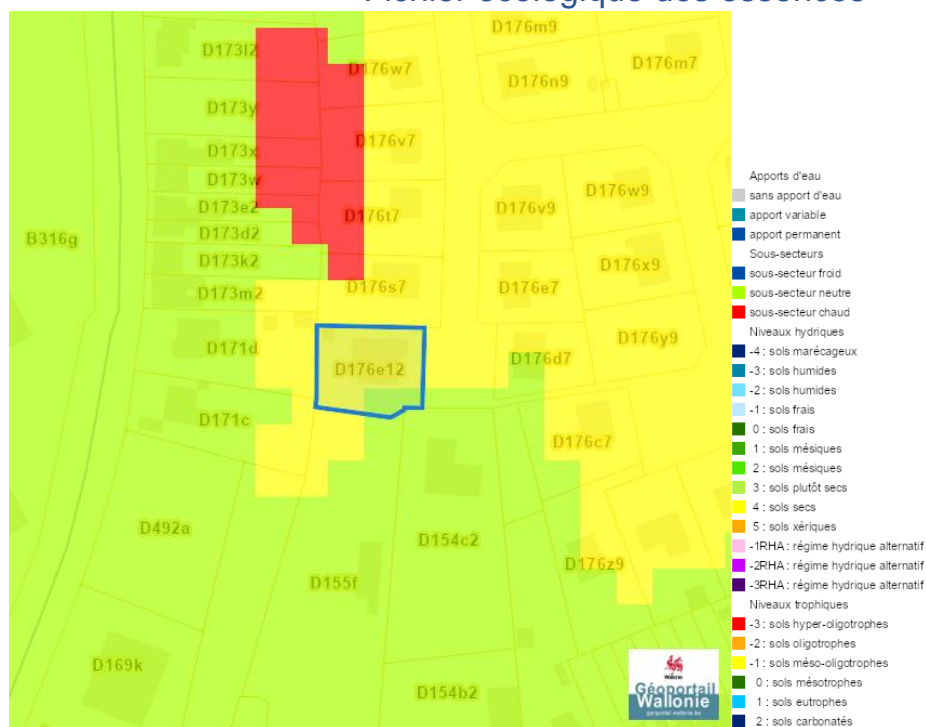 Fichier écologique des essences
D173l2
D176m9
D176w7
D176n9
D176m7
D173y
D176v7
D173x
D173w
D176w9
D173e2
D176t7
D176v9
B316g
D173d2
D173k2
D176x9
D173m2
D176s7
D176e7
D171d
D176y9
D176d7
D176e12
D171c
D176c7
D492a
D154c2
D176z9
D155f
D169k
D154b2
Wallonie
Géoportail
Wallonie
geoportail.wallonie.be
Apports d'eau
sans apport d'eau
apport variable
apport permanent
Sous-secteurs
sous-secteur froid
sous-secteur neutre
sous-secteur chaud
Niveaux hydriques
-4 : sols marécageux
-3 : sols humides
-2 : sols humides
-1 : sols frais
0 : sols frais
1 : sols mésiques
2 : sols mésiques
3 : sols plutôt secs
4 : sols secs
5 : sols xériques
-1RHA : régime hydrique alternatif
-2RHA : régime hydrique alternatif
-3RHA : régime hydrique alternatif
Niveaux trophiques
-3 : sols hyper-oligotrophes
-2 : sols oligotrophes
-1 : sols méso-oligotrophes
0 : sols mésotrophes
1 : sols eutrophes
2 : sols carbonatés